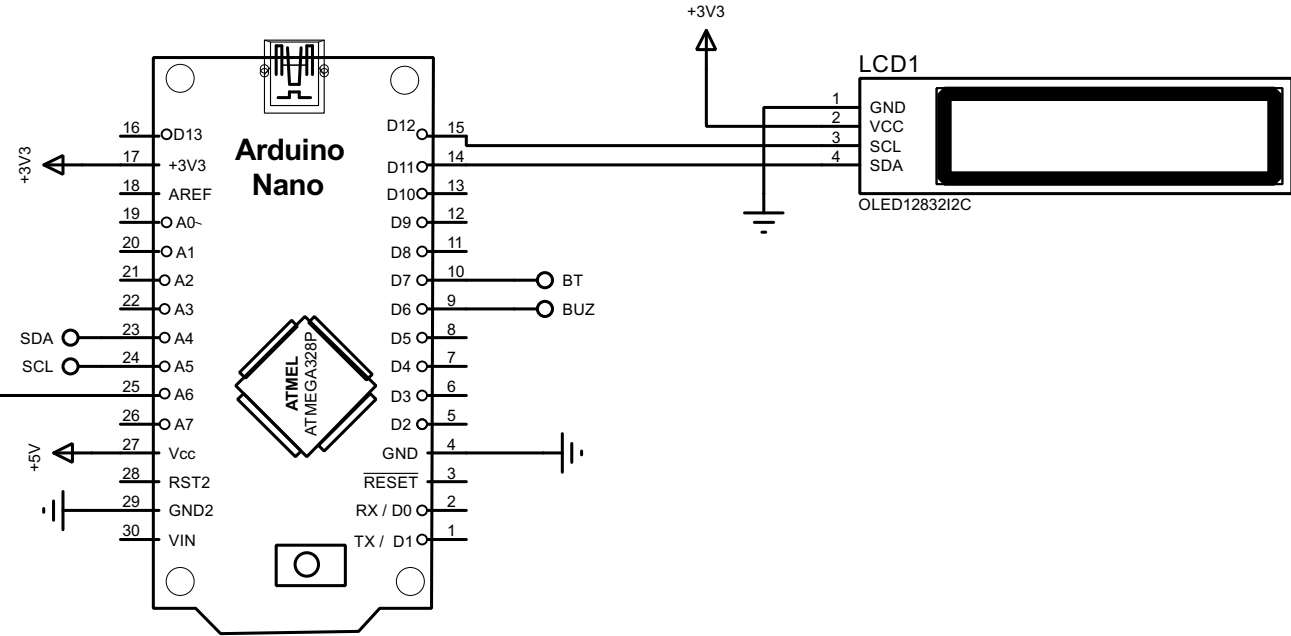 +3V3
LCD1
1 GND
2 VCC
3 SCL
4 SDA
OLED12832I2C
Arduino
Nano
ATMEL
ATMEGA328P
16 D13
+3V3 17 +3V3
18 AREF
19 A0~
20 A1
21 A2
22 A3
SDA 23 A4
SCL 24 A5
25 A6
26 A7
+5V 27 Vcc
28 RST2
29 GND2
30 VIN
D12 15
D11 14
D10 13
D9 12
D8 11
D7 10 BT
D6 9 BUZ
D5 8
D4 7
D3 6
D2 5
GND 4
RESET 3
RX / D0 2
TX / D1 1